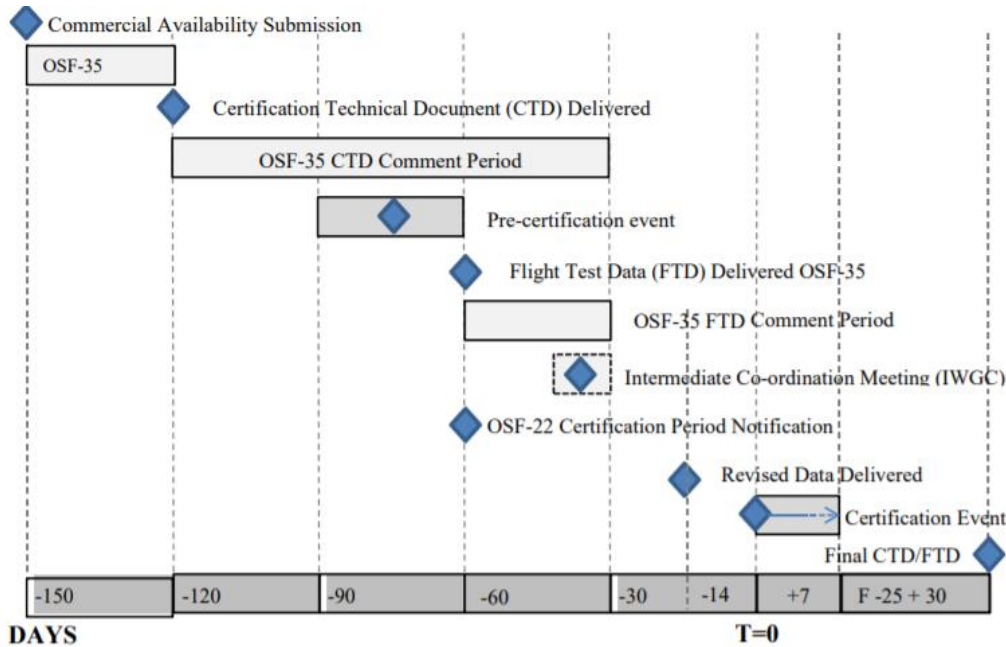 Commercial Availability Submission
OSF-35
Certification Technical Document (CTD) Delivered
OSF-35 CTD Comment Period
Pre-certification event
Flight Test Data (FTD) Delivered OSF-35
OSF-35 FTD Comment Period
Intermediate Co-ordination Meeting (IWGC)
OSF-22 Certification Period Notification
Revised Data Delivered
Certification Event
Final CTD/FTD
-150 -120 -90 -60 -30 -14 +7 F -25 + 30
DAYS T=0